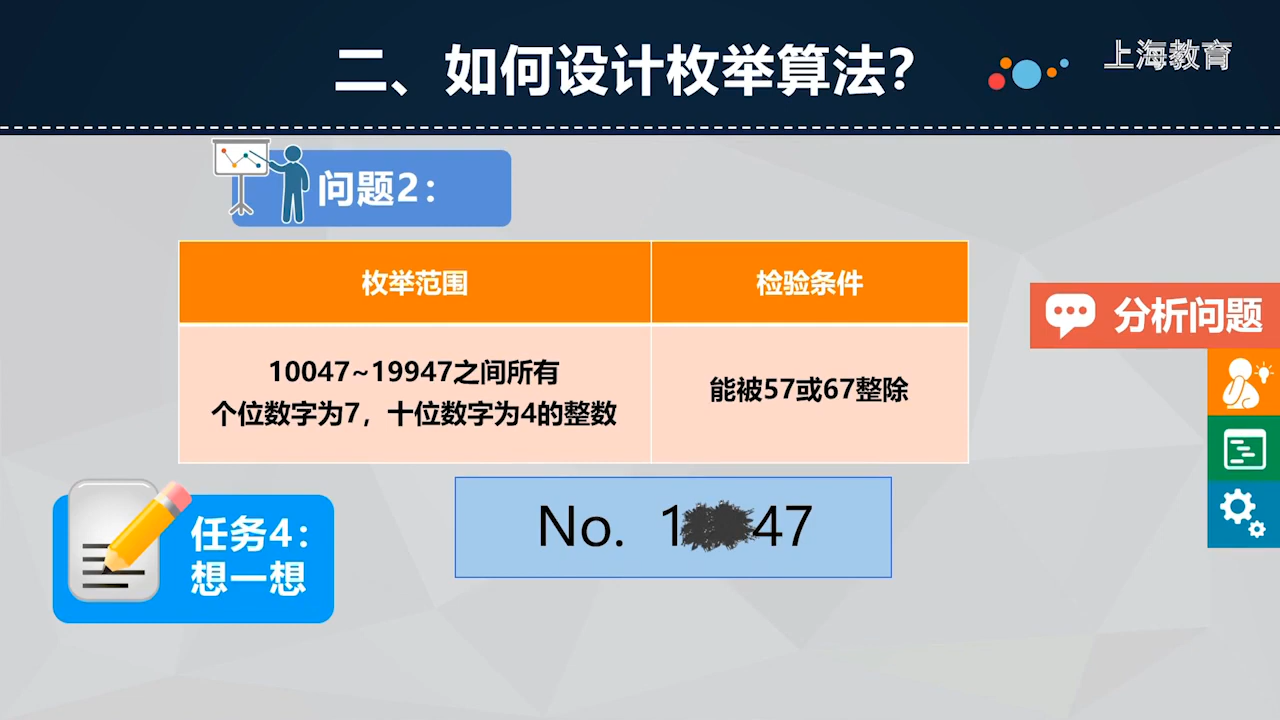 二、如何设计枚举算法？
上海教育
问题2：
枚举范围
检验条件
10047~19947之间所有
个位数字为7，十位数字为4的整数
能被57或67整除
分析问题
任务4：
想一想
No. 1 47